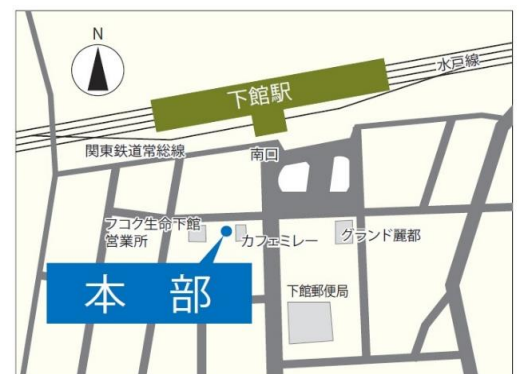 N
水戸線
下館駅
関東鉄道常総線
南口
フコク生命下館
営業所
カフェミレー
グランド麗都
本部
下館郵便局